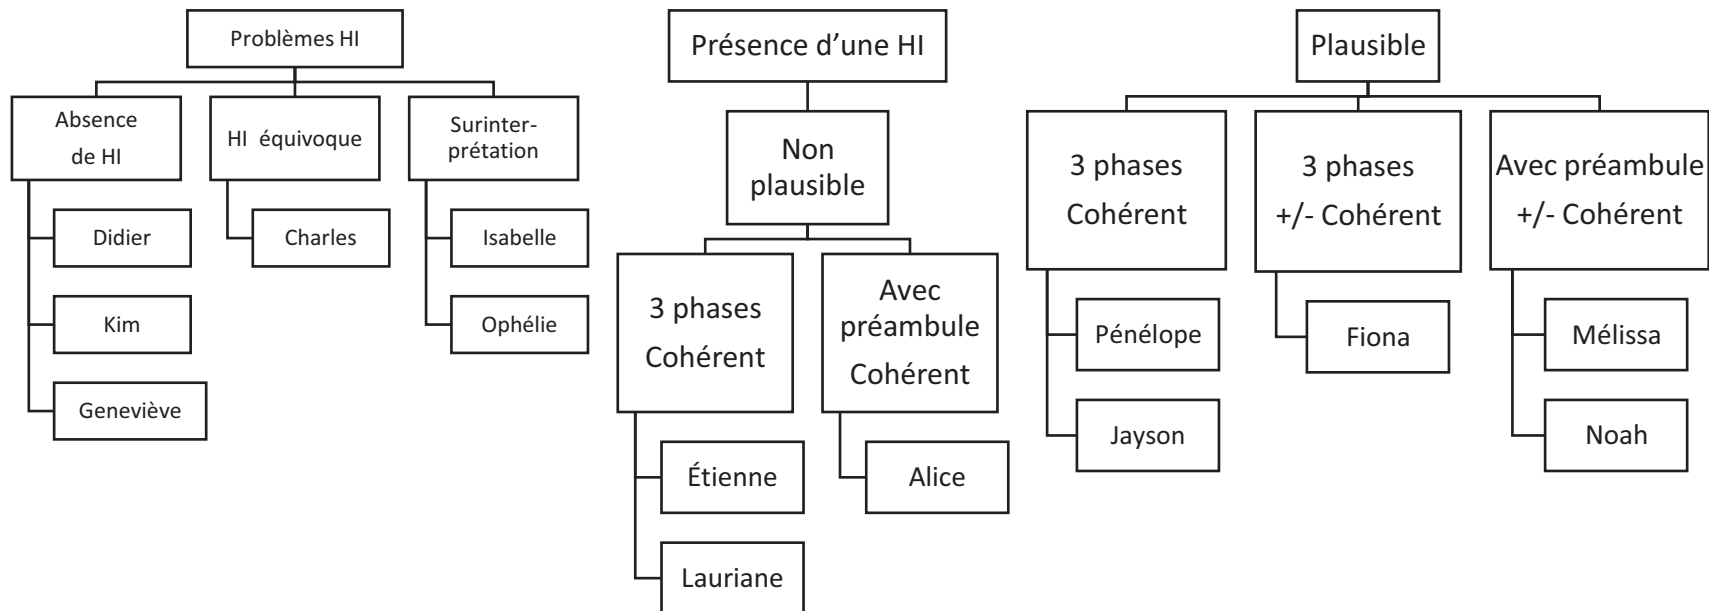 Problèmes HI
Absence
de HI
HI équivoque
Surinter-
prétation
Didier
Charles
Isabelle
Kim
Ophélie
Geneviève
Présence d’une HI
Non
plausible
3 phases
Cohérent
Avec
préambule
Cohérent
Étienne
Alice
Lauriane
Plausible
3 phases
Cohérent
3 phases
+/- Cohérent
Avec préambule
+/- Cohérent
Pénélope
Fiona
Mélissa
Jayson
Noah